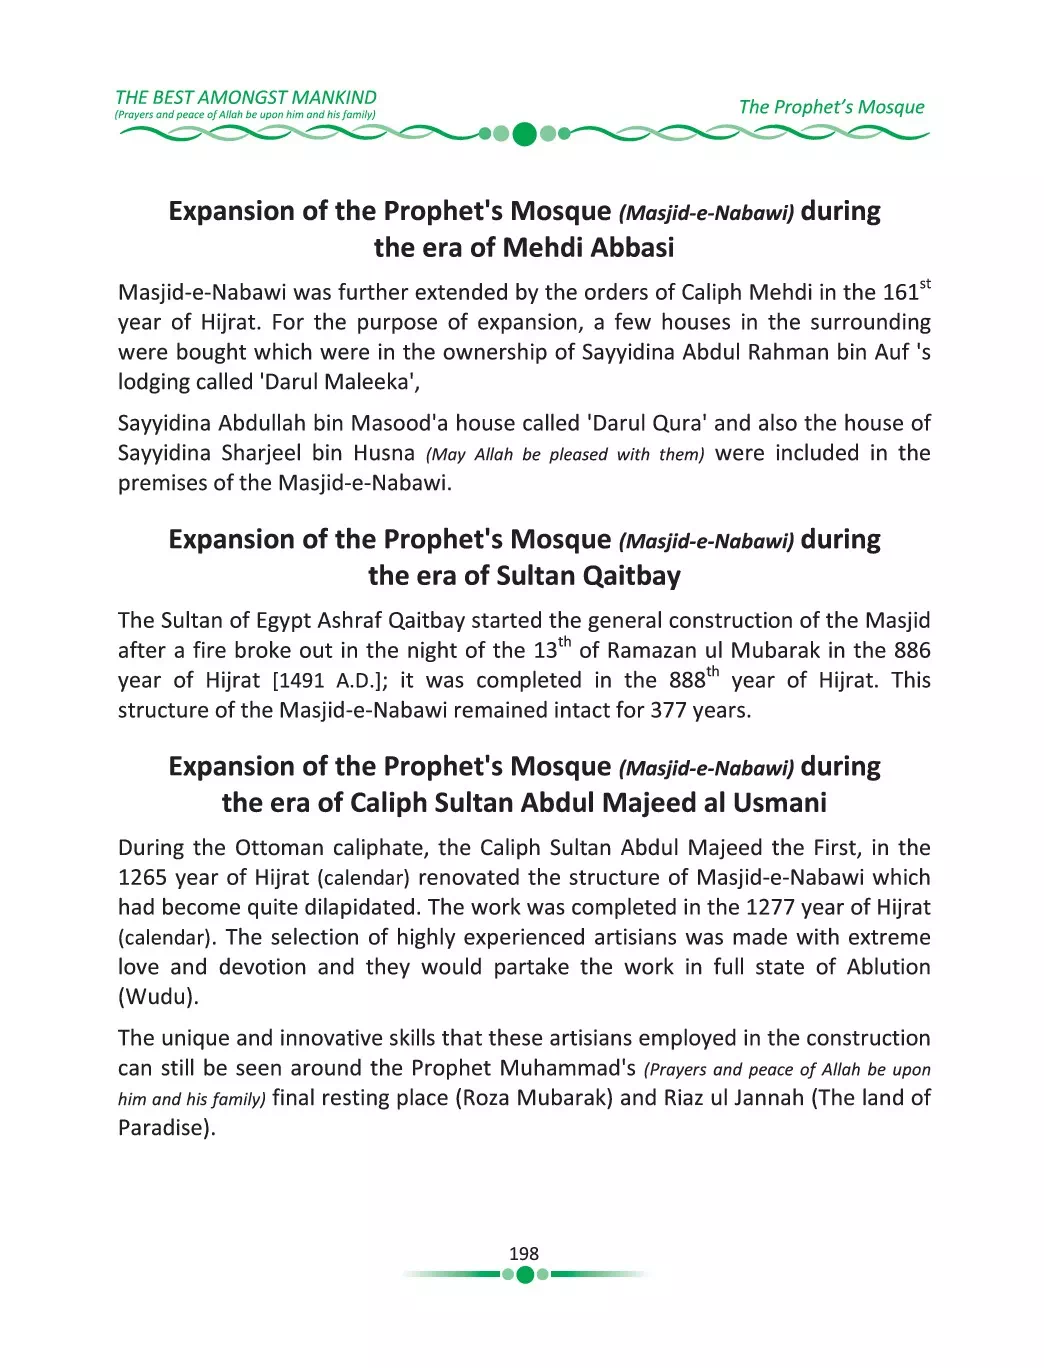 THE BEST AMONGST MANKIND
(Prayers and peace of Allah be upon him and his family)
The Prophet's Mosque
Expansion of the Prophet's Mosque (Masjid-e-Nabawi) during
the era of Mehdi Abbasi
Masjid-e-Nabawi was further extended by the orders of Caliph Mehdi in the 161st
year of Hijrat. For the purpose of expansion, a few houses in the surrounding
were bought which were in the ownership of Sayyidina Abdul Rahman bin Auf 's
lodging called 'Darul Maleeka',
Sayyidina Abdullah bin Masood'a house called 'Darul Qura' and also the house of
Sayyidina Sharjeel bin Husna (May Allah be pleased with them) were included in the
premises of the Masjid-e-Nabawi.
Expansion of the Prophet's Mosque (Masjid-e-Nabawi) during
the era of Sultan Qaitbay
The Sultan of Egypt Ashraf Qaitbay started the general construction of the Masjid
after a fire broke out in the night of the 13th of Ramazan ul Mubarak in the 886
year of Hijrat [1491 A.D.]; it was completed in the 888th year of Hijrat. This
structure of the Masjid-e-Nabawi remained intact for 377 years.
Expansion of the Prophet's Mosque (Masjid-e-Nabawi) during
the era of Caliph Sultan Abdul Majeed al Usmani
During the Ottoman caliphate, the Caliph Sultan Abdul Majeed the First, in the
1265 year of Hijrat (calendar) renovated the structure of Masjid-e-Nabawi which
had become quite dilapidated. The work was completed in the 1277 year of Hijrat
(calendar). The selection of highly experienced artisians was made with extreme
love and devotion and they would partake the work in full state of Ablution
(Wudu).
The unique and innovative skills that these artisians employed in the construction
can still be seen around the Prophet Muhammad's (Prayers and peace of Allah be upon
him and his family) final resting place (Roza Mubarak) and Riaz ul Jannah (The land of
Paradise).
198